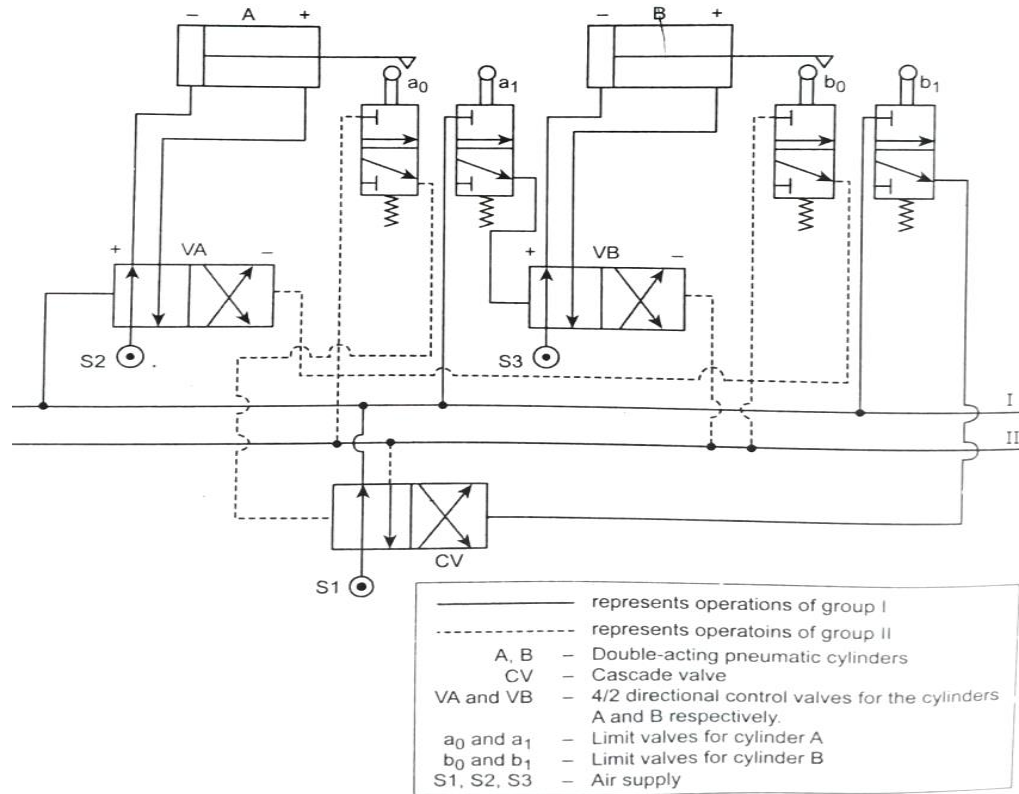 − A + − B +
a0 a1 b0 b1
+ VA − + VB −
S2 S3
I
II
CV
S1
represents operations of group I
represents operatoins of group II
A, B – Double-acting pneumatic cylinders
CV – Cascade valve
VA and VB – 4/2 directional control valves for the cylinders
A and B respectively.
a0 and a1 – Limit valves for cylinder A
b0 and b1 – Limit valves for cylinder B
S1, S2, S3 – Air supply